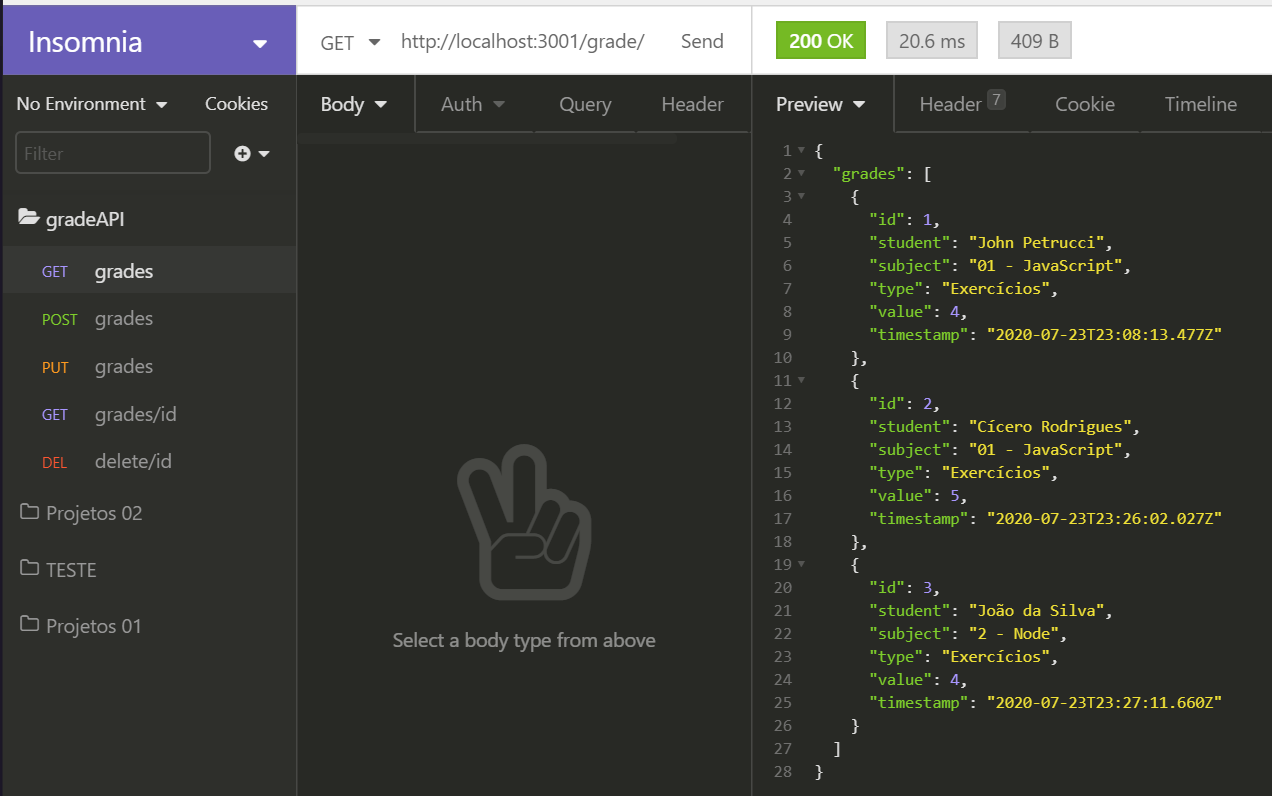 Insomnia
GET http://localhost:3001/grade/ Send
200 OK 20.6 ms 409 B
No Environment Cookies
Filter
gradeAPI
GET grades
POST grades
PUT grades
GET grades/id
DEL delete/id
Projetos 02
TESTE
Projetos 01
Body Auth Query Header
Select a body type from above
Preview Header 7 Cookie Timeline
1 {
2 "grades": [
3 {
4 "id": 1,
5 "student": "John Petrucci",
6 "subject": "01 - JavaScript",
7 "type": "Exercícios",
8 "value": 4,
9 "timestamp": "2020-07-23T23:08:13.477Z"
10 },
11 {
12 "id": 2,
13 "student": "Cícero Rodrigues",
14 "subject": "01 - JavaScript",
15 "type": "Exercícios",
16 "value": 5,
17 "timestamp": "2020-07-23T23:26:02.027Z"
18 },
19 {
20 "id": 3,
21 "student": "João da Silva",
22 "subject": "2 - Node",
23 "type": "Exercícios",
24 "value": 4,
25 "timestamp": "2020-07-23T23:27:11.660Z"
26 }
27 ]
28 }